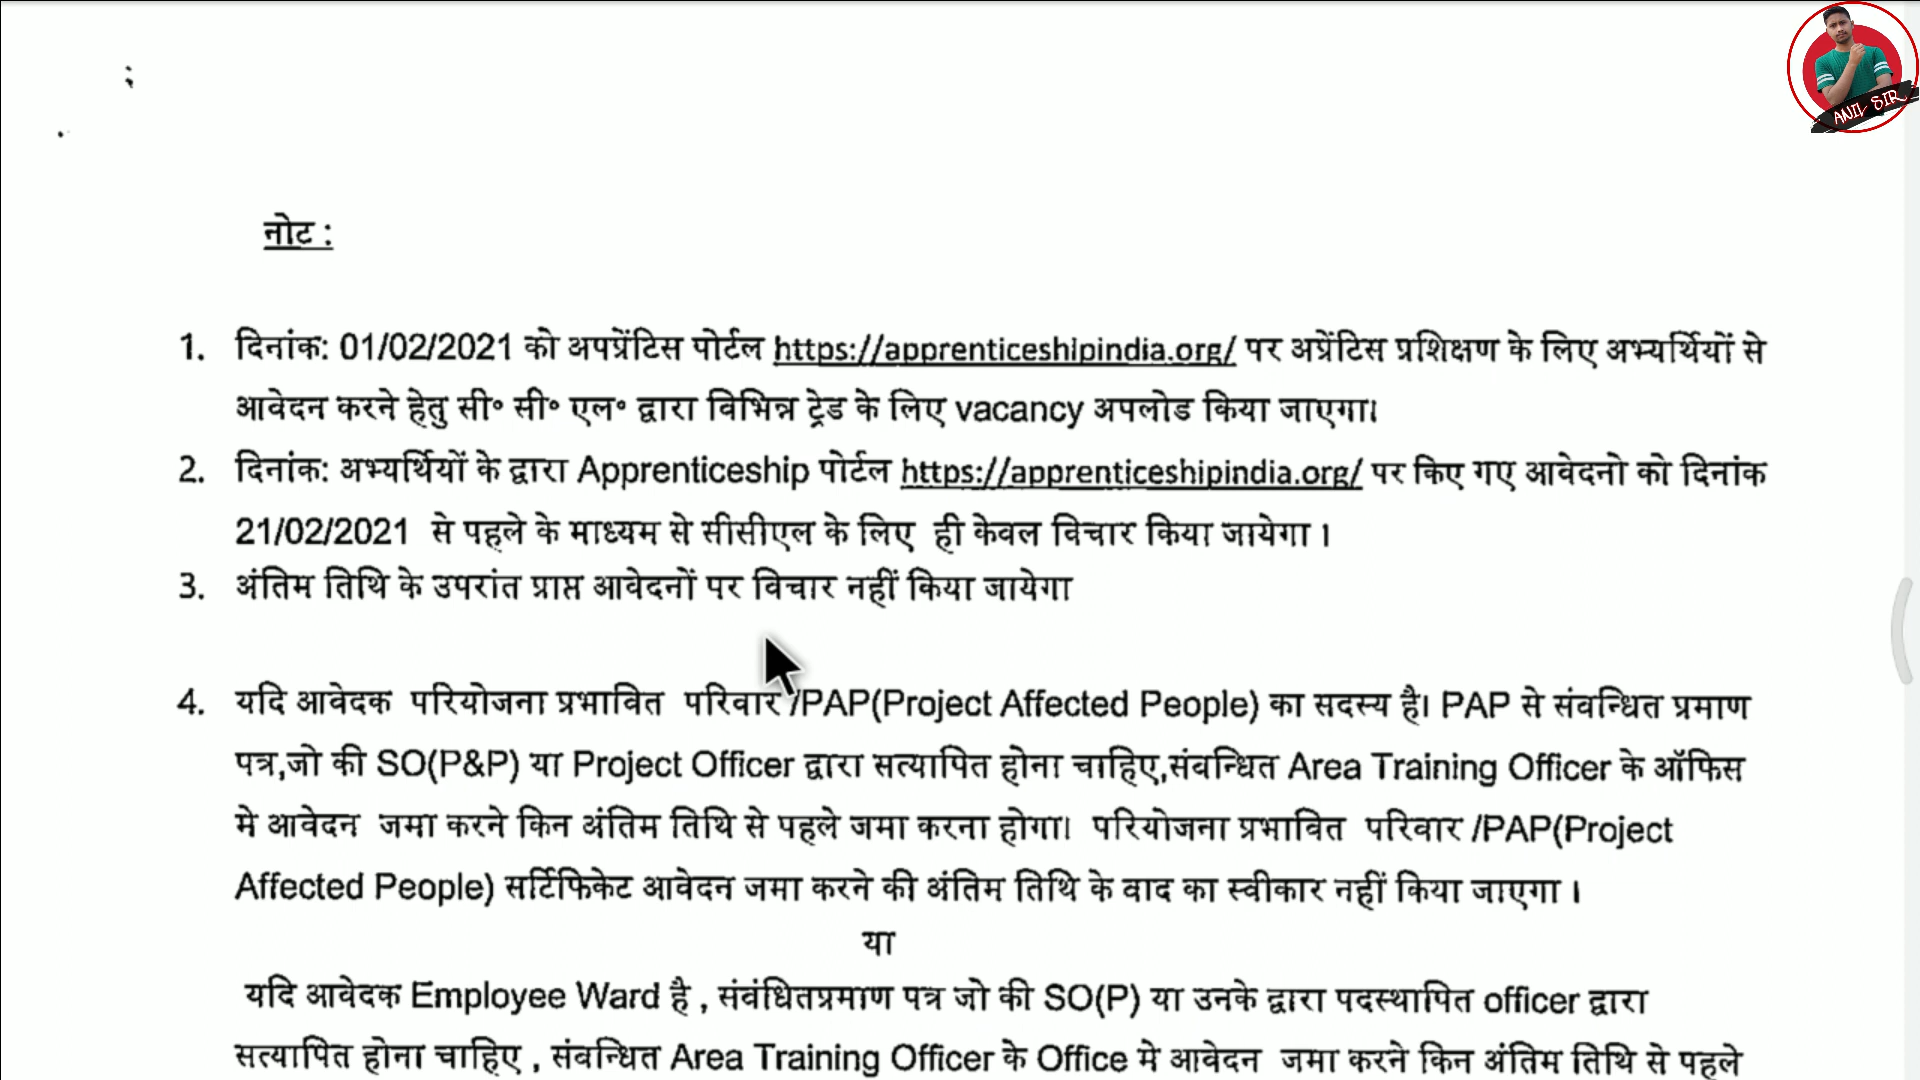 ANIL SIR
नोट :
1. दिनांक: 01/02/2021 को अपप्रेंटिस पोर्टल https://apprenticeshipindia.org/ पर अप्रेंटिस प्रशिक्षण के लिए अभ्यर्थियों से
आवेदन करने हेतु सी॰ सी॰ एल॰ द्वारा विभिन्न ट्रेड के लिए vacancy अपलोड किया जाएगा।
2. दिनांक: अभ्यर्थियों के द्वारा Apprenticeship पोर्टल https://apprenticeshipindia.org/ पर किए गए आवेदनो को दिनांक
21/02/2021 से पहले के माध्यम से सीसीएल के लिए ही केवल विचार किया जायेगा ।
3. अंतिम तिथि के उपरांत प्राप्त आवेदनों पर विचार नहीं किया जायेगा
4. यदि आवेदक परियोजना प्रभावित परिवार /PAP(Project Affected People) का सदस्य है। PAP से संबन्धित प्रमाण
पत्र,जो की SO(P&P) या Project Officer द्वारा सत्यापित होना चाहिए,संबन्धित Area Training Officer के ऑफिस
मे आवेदन जमा करने किन अंतिम तिथि से पहले जमा करना होगा। परियोजना प्रभावित परिवार /PAP(Project
Affected People) सर्टिफिकेट आवेदन जमा करने की अंतिम तिथि के बाद का स्वीकार नहीं किया जाएगा ।
या
यदि आवेदक Employee Ward है , संबंधितप्रमाण पत्र जो की SO(P) या उनके द्वारा पदस्थापित officer द्वारा
सत्यापित होना चाहिए , संबन्धित Area Training Officer के Office मे आवेदन जमा करने किन अंतिम तिथि से पहले